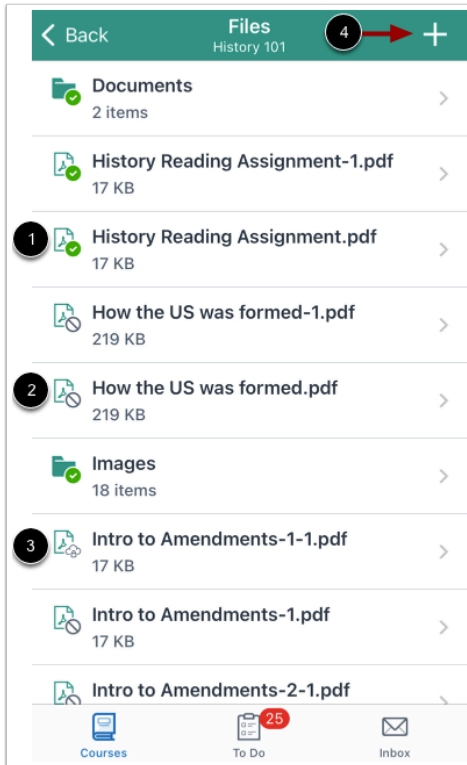 Back
Files
History 101
4
Documents
2 items
History Reading Assignment-1.pdf
17 KB
1
History Reading Assignment.pdf
17 KB
How the US was formed-1.pdf
219 KB
2
How the US was formed.pdf
219 KB
Images
18 items
3
Intro to Amendments-1-1.pdf
17 KB
Intro to Amendments-1.pdf
17 KB
Intro to Amendments-2-1.pdf
25
Courses
To Do
Inbox